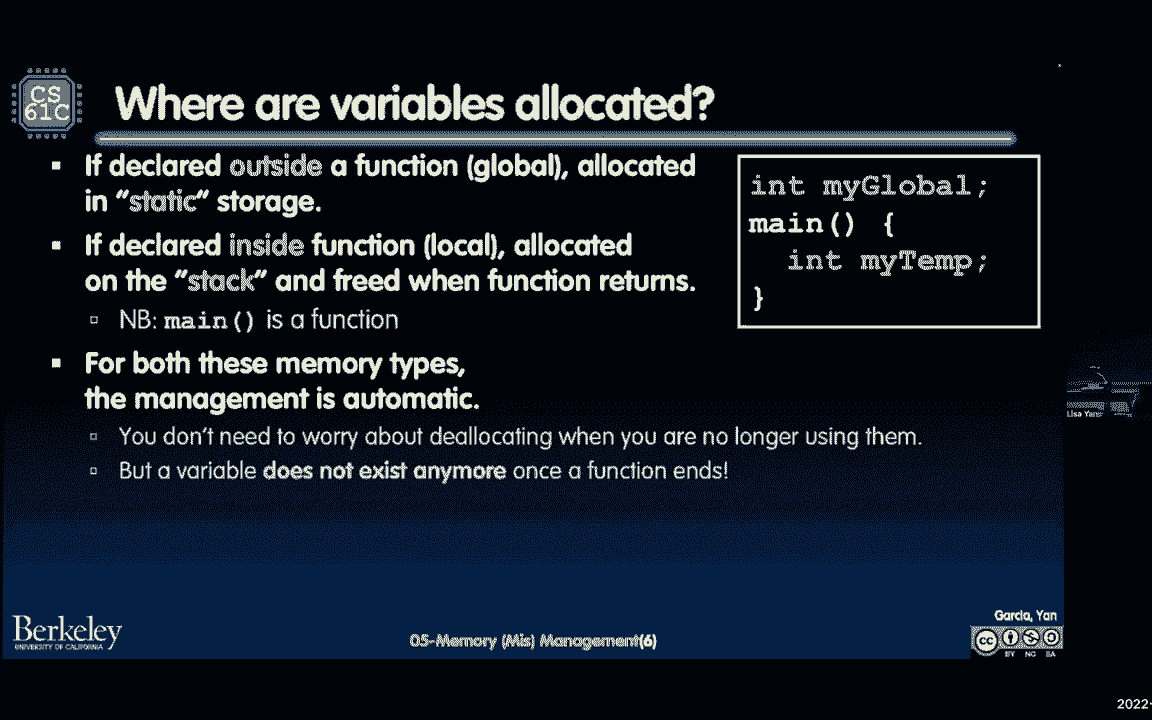 CS
61C
Where are variables allocated?
▪ If declared outside a function (global), allocated
in “static” storage.
▪ If declared inside function (local), allocated
on the “stack” and freed when function returns.
▫ NB: main() is a function
▪ For both these memory types,
the management is automatic.
▫ You don’t need to worry about deallocating when you are no longer using them.
▫ But a variable does not exist anymore once a function ends!
int myGlobal;
main() {
int myTemp;
}
Lisa Yan
Berkeley
UNIVERSITY OF CALIFORNIA
05-Memory (Mis) Management(6)
Garcia, Yan
cc
BY NC SA
2022-